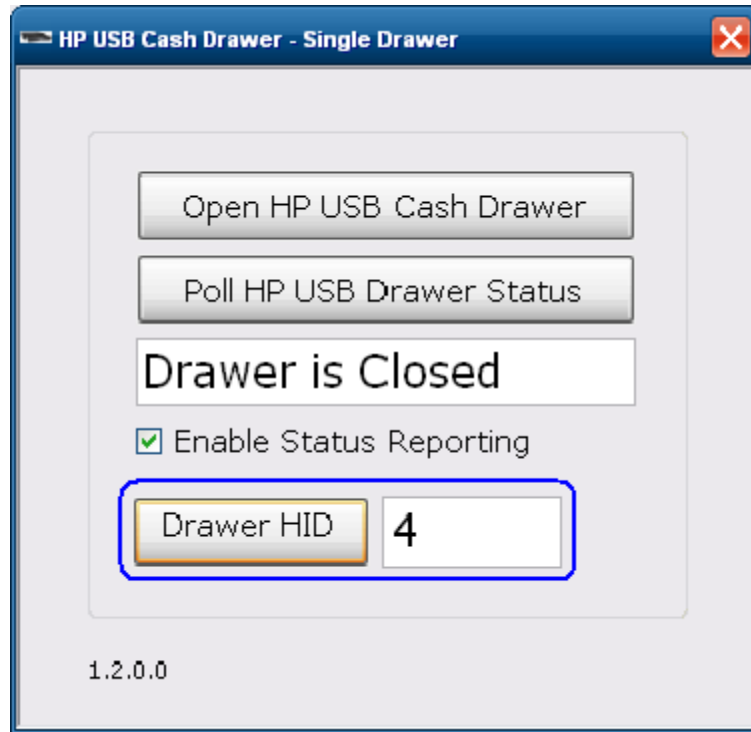 HP USB Cash Drawer - Single Drawer
Open HP USB Cash Drawer
Poll HP USB Drawer Status
Drawer is Closed
Enable Status Reporting
Drawer HID 4
1.2.0.0